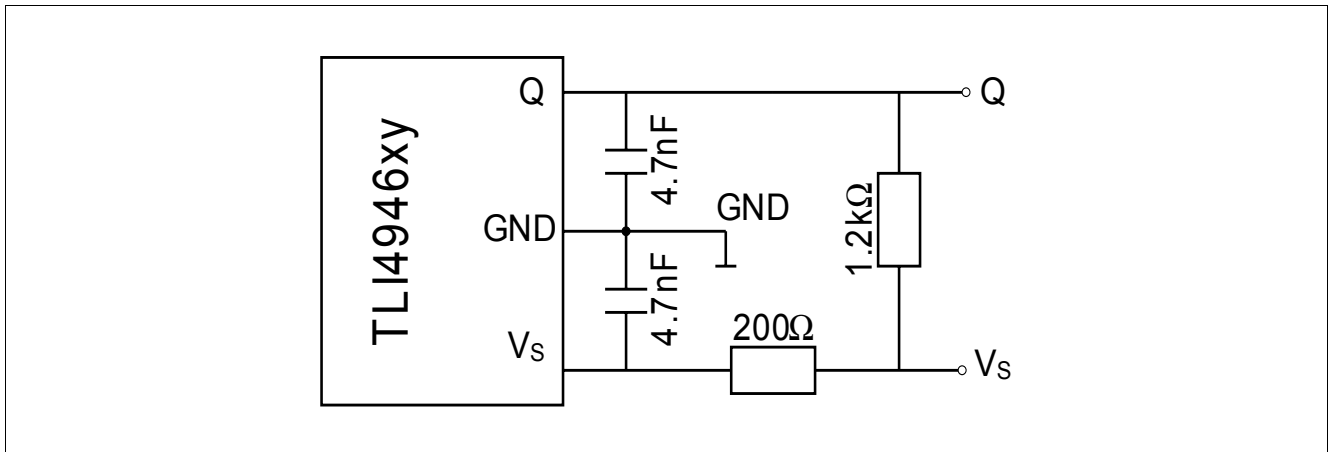 TLI4946xy
Q
GND
VS
4.7nF
4.7nF
GND
200Ω
1.2kΩ
Q
VS